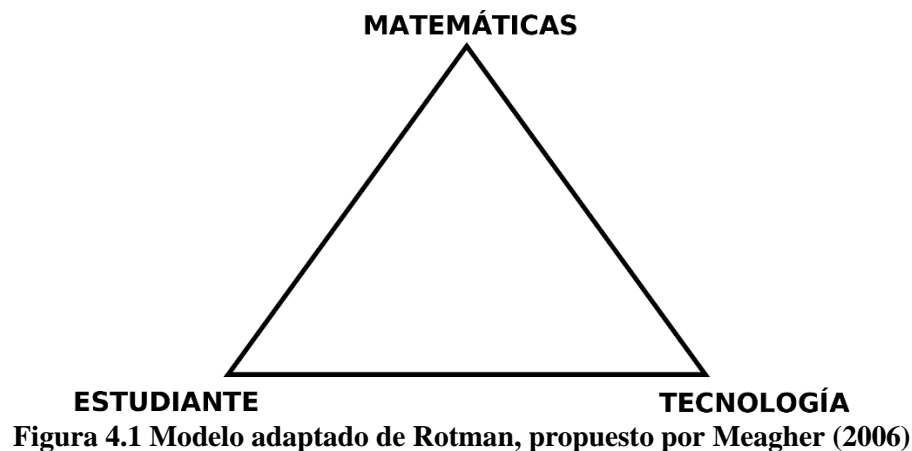 MATEMÁTICAS
ESTUDIANTE
TECNOLOGÍA
Figura 4.1 Modelo adaptado de Rotman, propuesto por Meagher (2006)